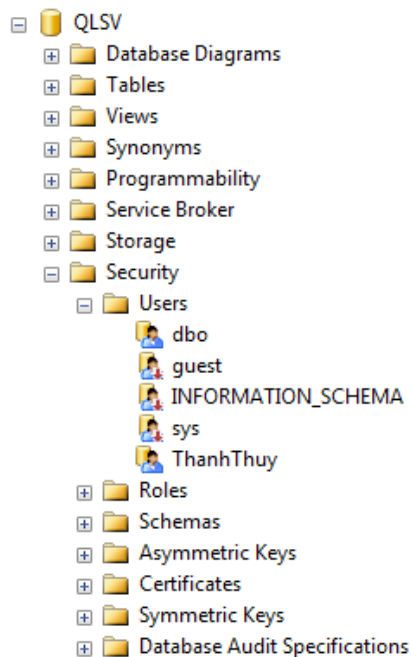 QLSV
Database Diagrams
Tables
Views
Synonyms
Programmability
Service Broker
Storage
Security
Users
dbo
guest
INFORMATION_SCHEMA
sys
ThanhThuy
Roles
Schemas
Asymmetric Keys
Certificates
Symmetric Keys
Database Audit Specifications